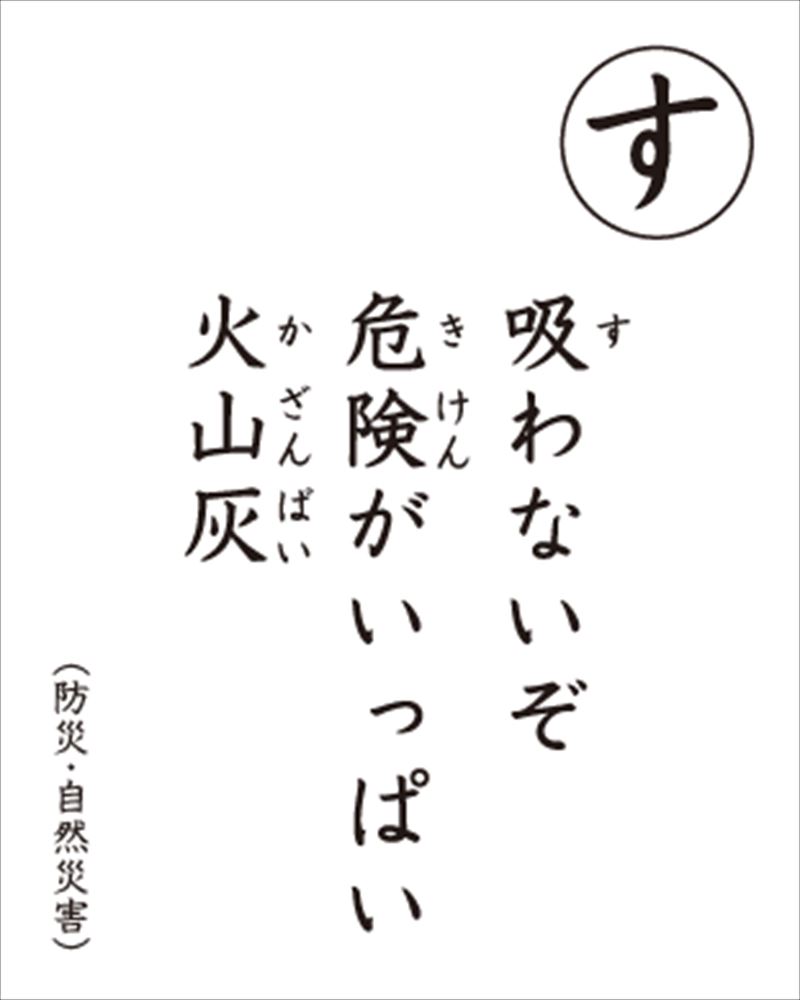 す
吸わないぞ
危険がいっぱい
火山灰
す
きけん
かざんばい
(防災・自然災害)